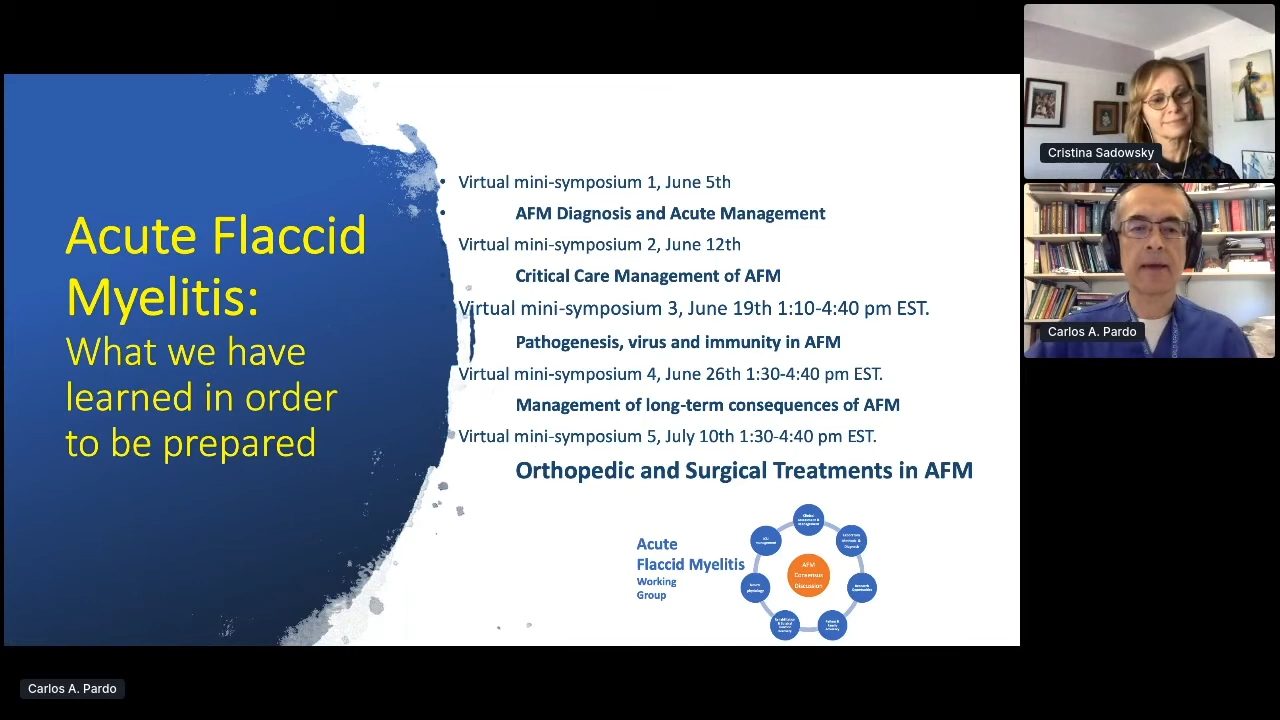 Acute Flaccid
Myelitis:
What we have
learned in order
to be prepared
• Virtual mini-symposium 1, June 5th
• AFM Diagnosis and Acute Management
Virtual mini-symposium 2, June 12th
Critical Care Management of AFM
Virtual mini-symposium 3, June 19th 1:10-4:40 pm EST.
Pathogenesis, virus and immunity in AFM
Virtual mini-symposium 4, June 26th 1:30-4:40 pm EST.
Management of long-term consequences of AFM
Virtual mini-symposium 5, July 10th 1:30-4:40 pm EST.
Orthopedic and Surgical Treatments in AFM
Acute
Flaccid Myelitis
Working
Group
AFM
Consensus
Discussion
ICU
Management
Cristina Sadowsky
Carlos A. Pardo
Carlos A. Pardo